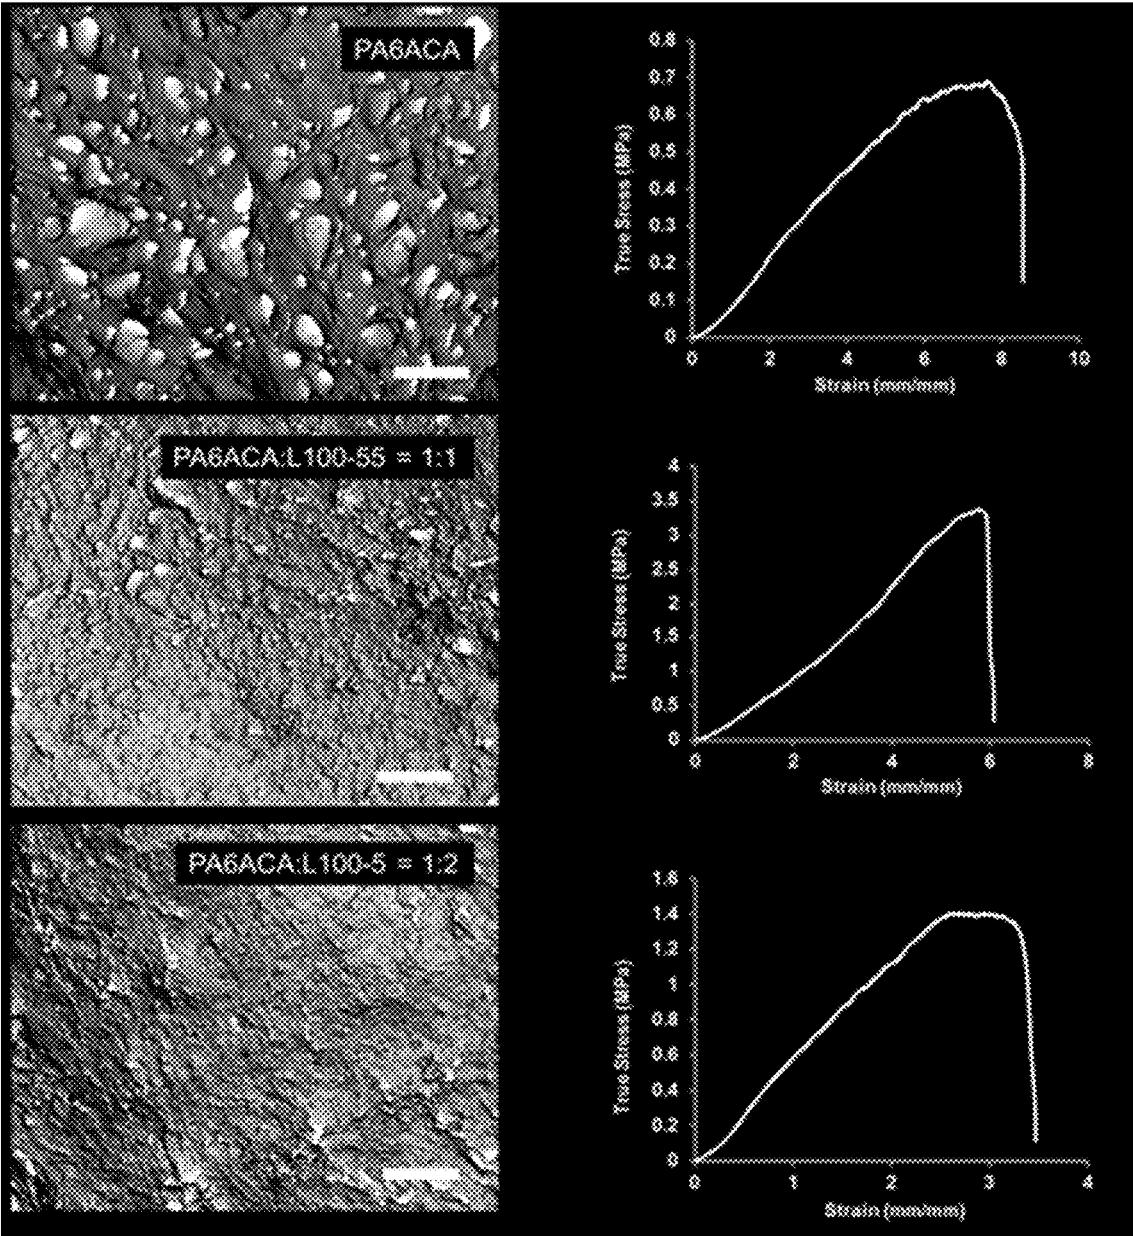 PA6ACA
0.8
0.7
0.6
0.5
0.4
0.3
0.2
0.1
0
True Stress (MPa)
0 2 4 6 8 10
Strain (mm/mm)
PA6ACA:L100-55 = 1:1
4
3.5
3
2.5
2
1.5
1
0.5
0
True Stress (MPa)
0 2 4 6 8
Strain (mm/mm)
PA6ACA:L100-5 = 1:2
1.6
1.4
1.2
1
0.8
0.6
0.4
0.2
0
True Stress (MPa)
0 1 2 3 4
Strain (mm/mm)